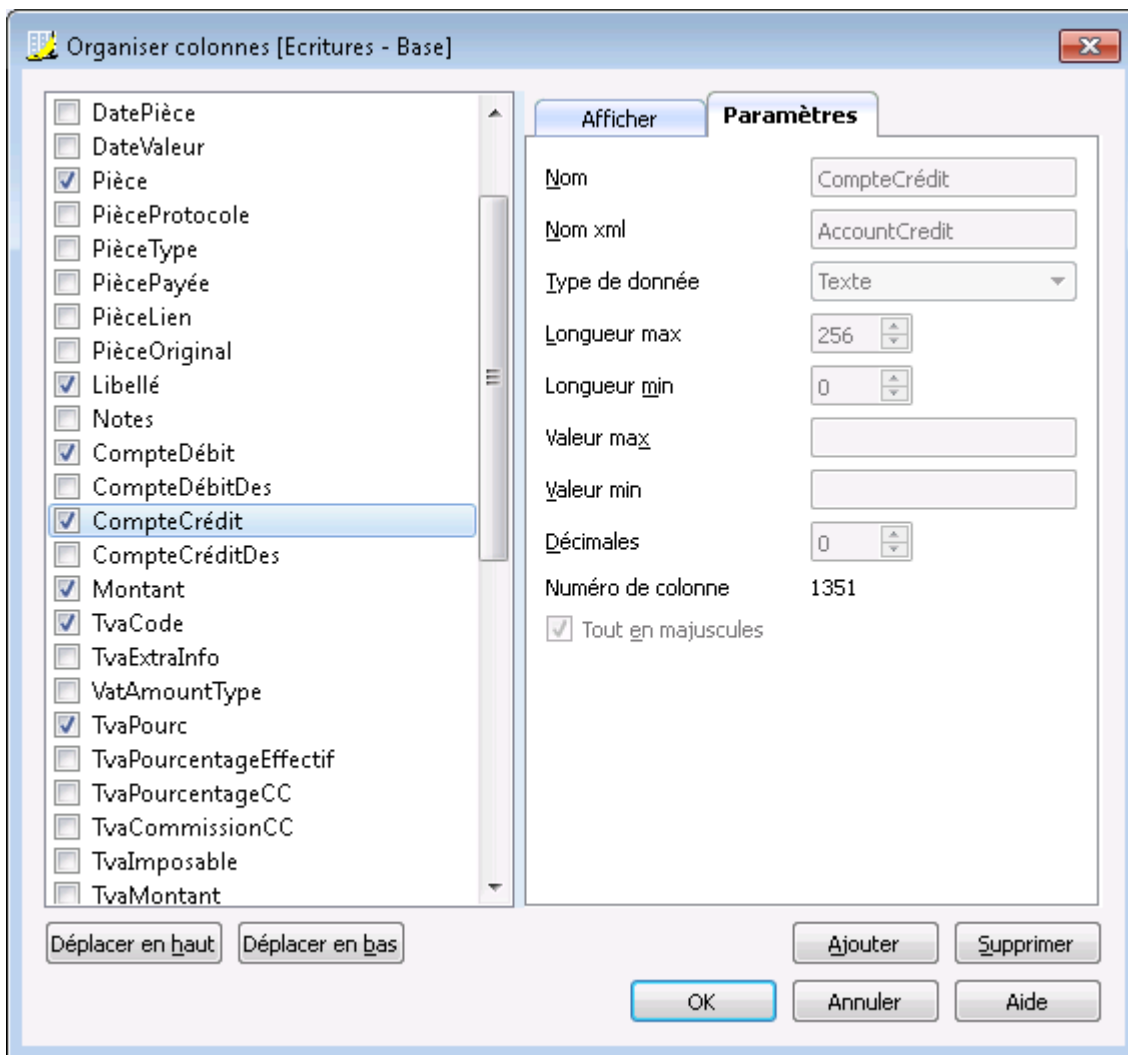 Organiser colonnes [Ecritures - Base]
DatePièce
DateValeur
Pièce
PièceProtocole
PièceType
PiècePayée
PièceLien
PièceOriginal
Libellé
Notes
CompteDébit
CompteDébitDes
CompteCrédit
CompteCréditDes
Montant
TvaCode
TvaExtraInfo
VatAmountType
TvaPourc
TvaPourcentageEffectif
TvaPourcentageCC
TvaCommissionCC
TvaImposable
TvaMontant
Afficher
Paramètres
Nom CompteCrédit
Nom xml AccountCredit
Type de donnée Texte
Longueur max 256
Longueur min 0
Valeur max
Valeur min
Décimales 0
Numéro de colonne 1351
Tout en majuscules
Déplacer en haut Déplacer en bas Ajouter Supprimer
OK Annuler Aide